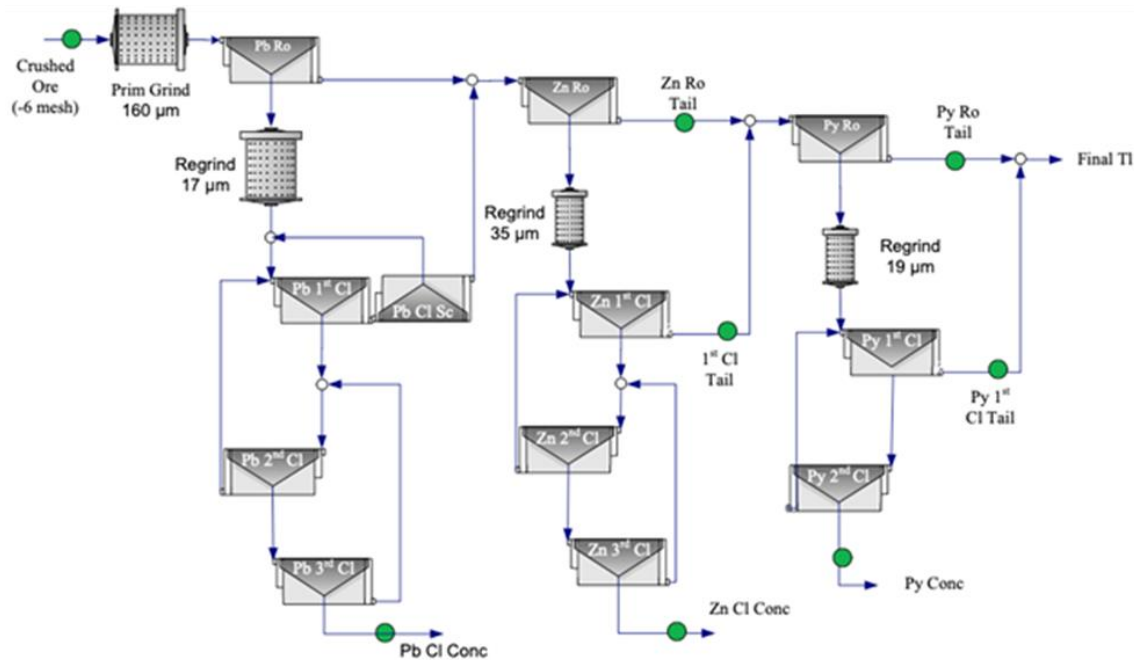 Crushed
Ore
(-6 mesh)
Prim Grind
160 µm
Pb Ro
Regrind
17 µm
Pb 1st Cl
Pb Cl Sc
Pb 2nd Cl
Pb 3rd Cl
Pb Cl Conc
Zn Ro
Zn Ro
Tail
Regrind
35 µm
Zn 1st Cl
1st Cl
Tail
Zn 2nd Cl
Zn 3rd Cl
Zn Cl Conc
Py Ro
Py Ro
Tail
Final Tl
Regrind
19 µm
Py 1st Cl
Py 1st
Cl Tail
Py 2nd Cl
Py Conc